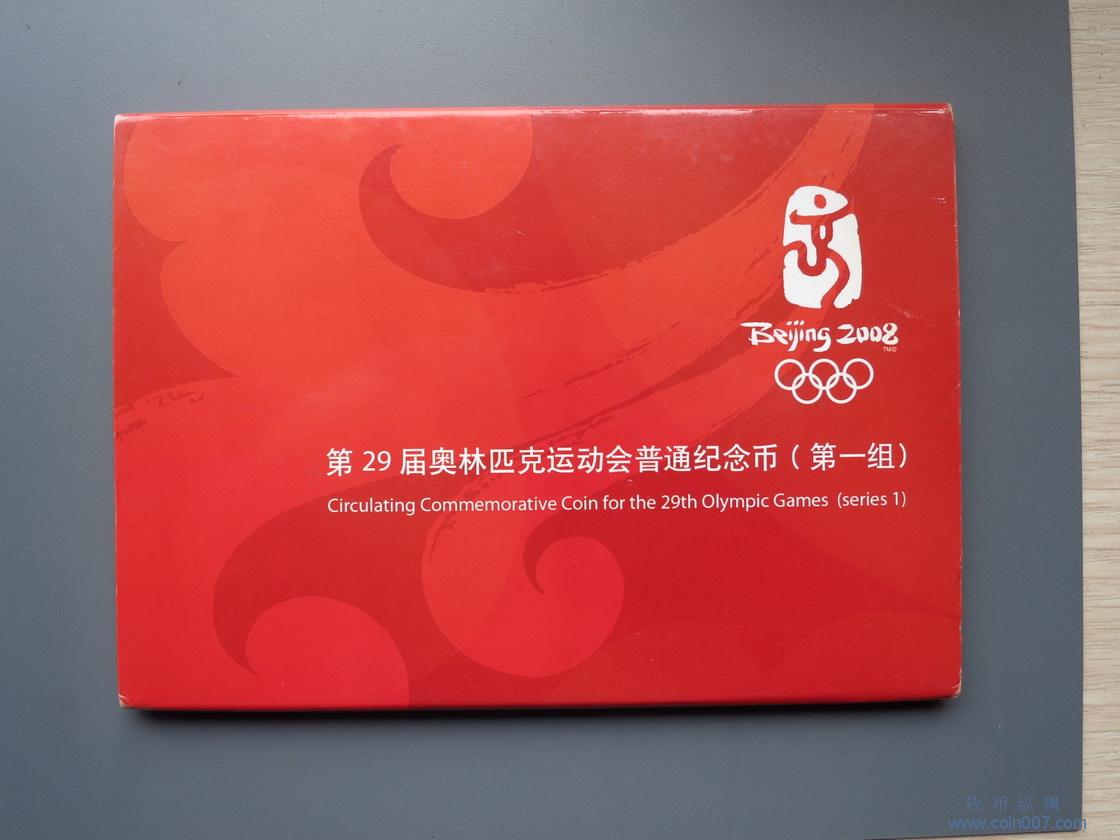 Beijing 2008
TM©
第 29 届奥林匹克运动会普通纪念币（第一组）
Circulating Commemorative Coin for the 29th Olympic Games (series 1)
钱币纵横
www.coin007.com